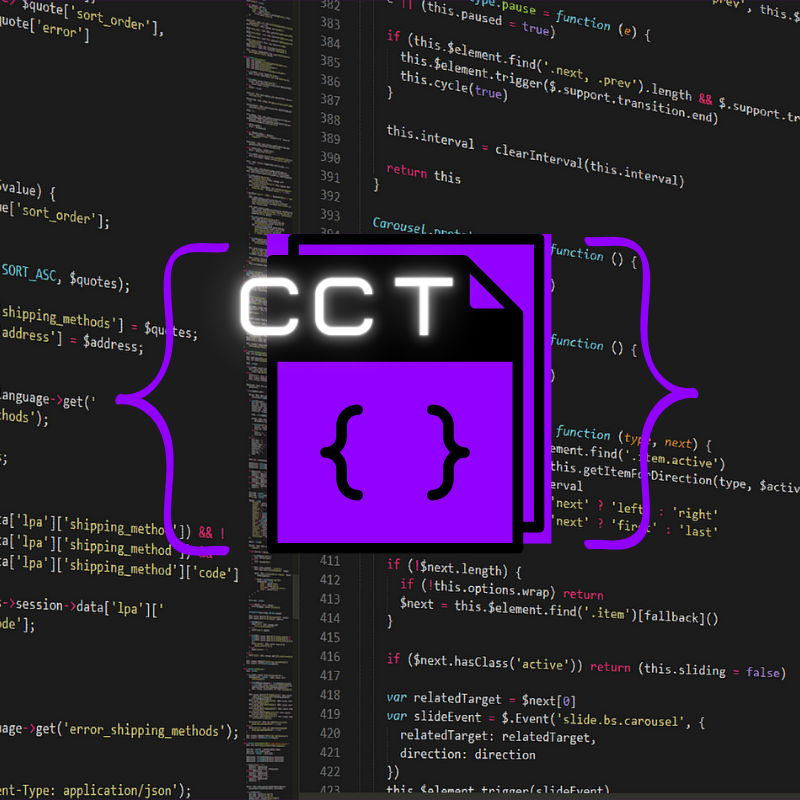 $quote['sort_order'],
quote['error']
value) {
e['sort_order'];
SORT_ASC, $quotes);
shipping_methods'] = $quotes;
address'] = $address;
anguage->get('
hods');
a['lpa']['shipping_method']) && !
ta['lpa']['shipping_method
ta['lpa']['shipping_method']['code']
s->session->data['lpa']['
ode'];
age->get('error_shipping_methods');
ent-Type: application/json');
382
383
384
385
386
387
388
389
390
391
392
393
type.pause = function (e) {
|| (this.paused = true)
if (this.$element.find('.next, .prev').length && $.support.tr
this.$element.trigger($.support.transition.end)
this.cycle(true)
}
this.interval = clearInterval(this.interval)
return this
}
Carousel.prot
function () {
)
function () {
)
function (type, next) {
ement.find('.item.active')
this.getItemForDirection(type, $activ
erval
'next' ? 'left' : 'right'
'next' ? 'first' : 'last'
CCT
{ }
{ }
411 if (!$next.length) {
412 if (!this.options.wrap) return
413 $next = this.$element.find('.item')[fallback]()
414 }
415
416 if ($next.hasClass('active')) return (this.sliding = false)
417
418 var relatedTarget = $next[0]
419 var slideEvent = $.Event('slide.bs.carousel', {
420 relatedTarget: relatedTarget,
421 direction: direction
422 })
423 this.$element.trigger(slideEvent)